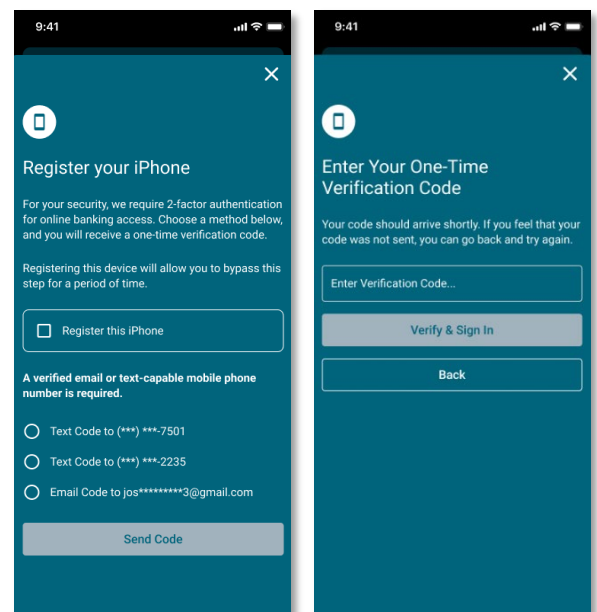 9:41
Register your iPhone
For your security, we require 2-factor authentication
for online banking access. Choose a method below,
and you will receive a one-time verification code.
Registering this device will allow you to bypass this
step for a period of time.
Register this iPhone
A verified email or text-capable mobile phone
number is required.
Text Code to (***) ***-7501
Text Code to (***) ***-2235
Email Code to jos*********3@gmail.com
Send Code
9:41
Enter Your One-Time
Verification Code
Your code should arrive shortly. If you feel that your
code was not sent, you can go back and try again.
Enter Verification Code...
Verify & Sign In
Back